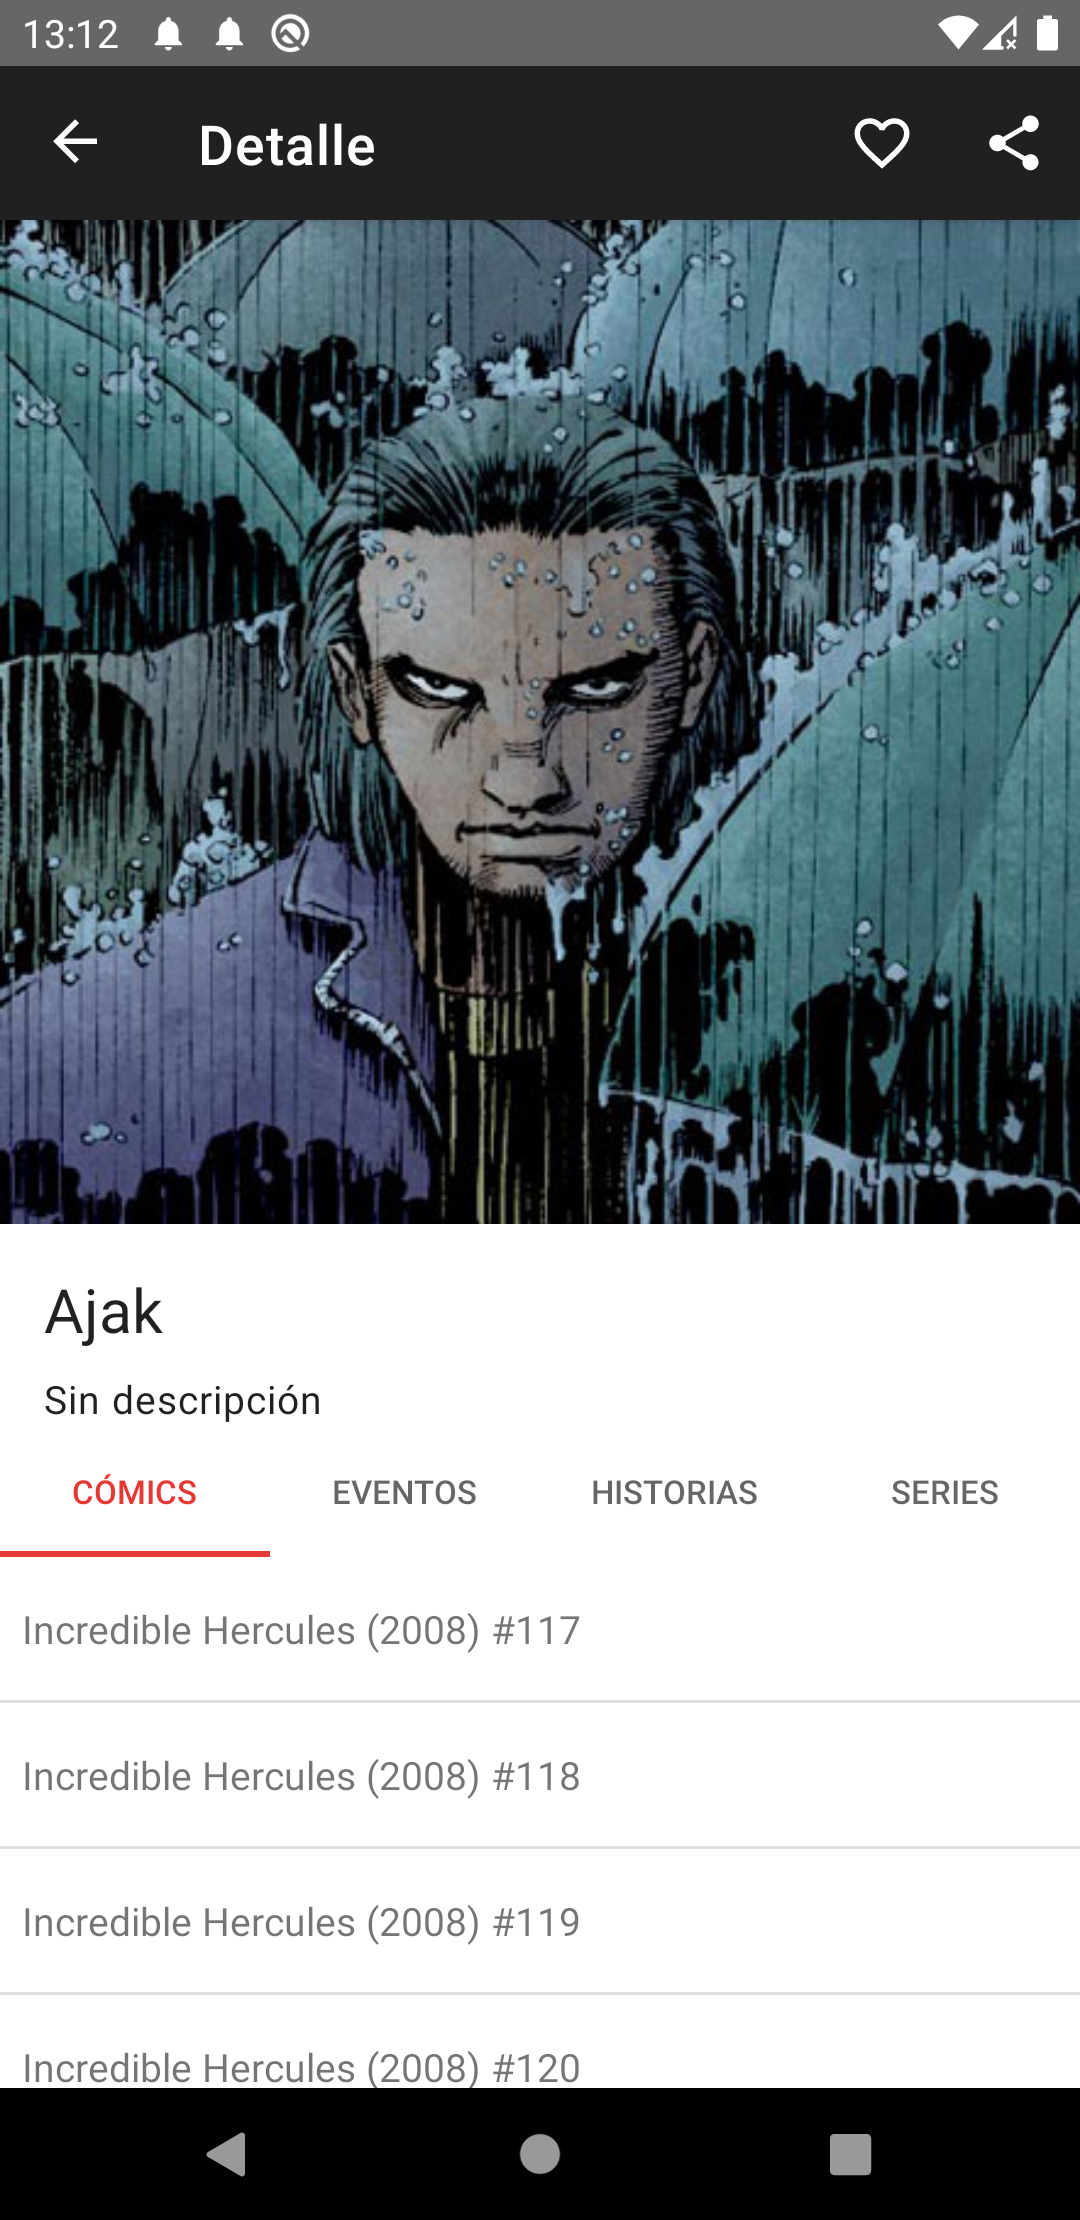 13:12
Detalle
Ajak
Sin descripción
CÓMICS EVENTOS HISTORIAS SERIES
Incredible Hercules (2008) #117
Incredible Hercules (2008) #118
Incredible Hercules (2008) #119
Incredible Hercules (2008) #120